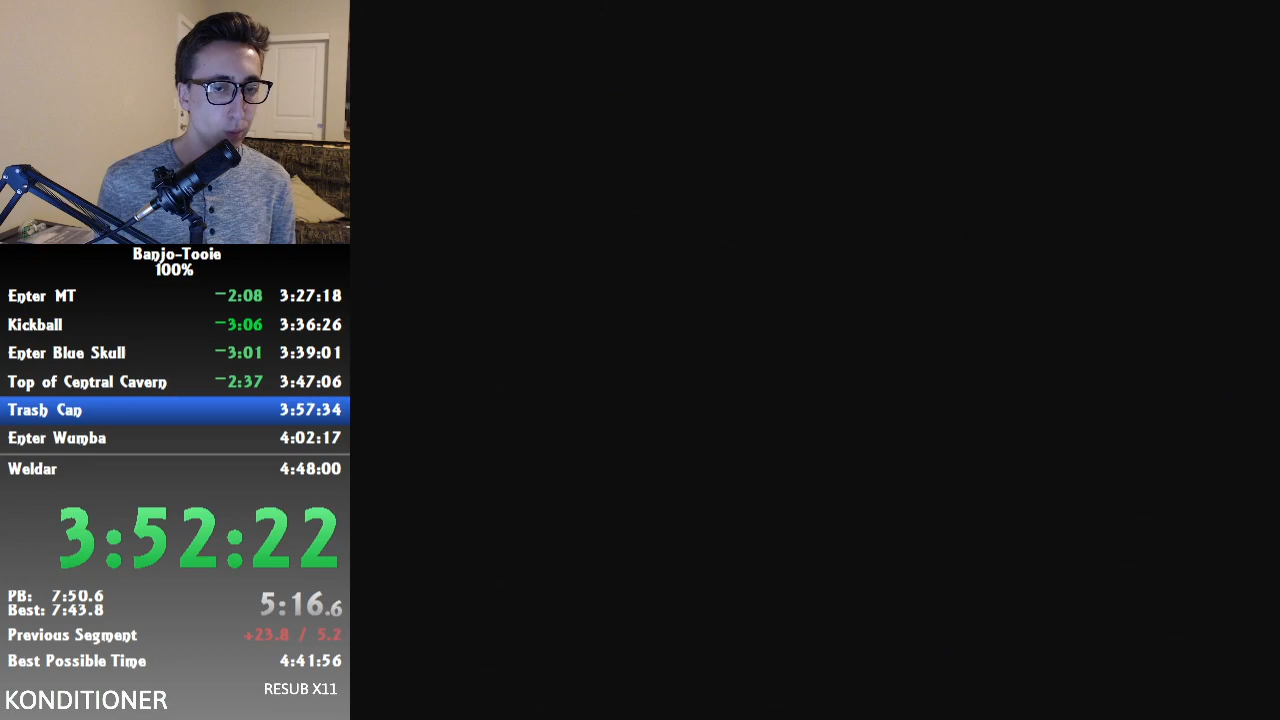 Banjo-Tooie
100%
Enter MT −2:08 3:27:18
Kickball −3:06 3:36:26
Enter Blue Skull −3:01 3:39:01
Top of Central Cavern −2:37 3:47:06
Trash Can 3:57:34
Enter Wumba 4:02:17
Weldar 4:48:00
3:52:22
PB: 7:50.6
Best: 7:43.8
5:16.6
Previous Segment +23.8 / 5.2
Best Possible Time 4:41:56
KONDITIONER RESUB X11